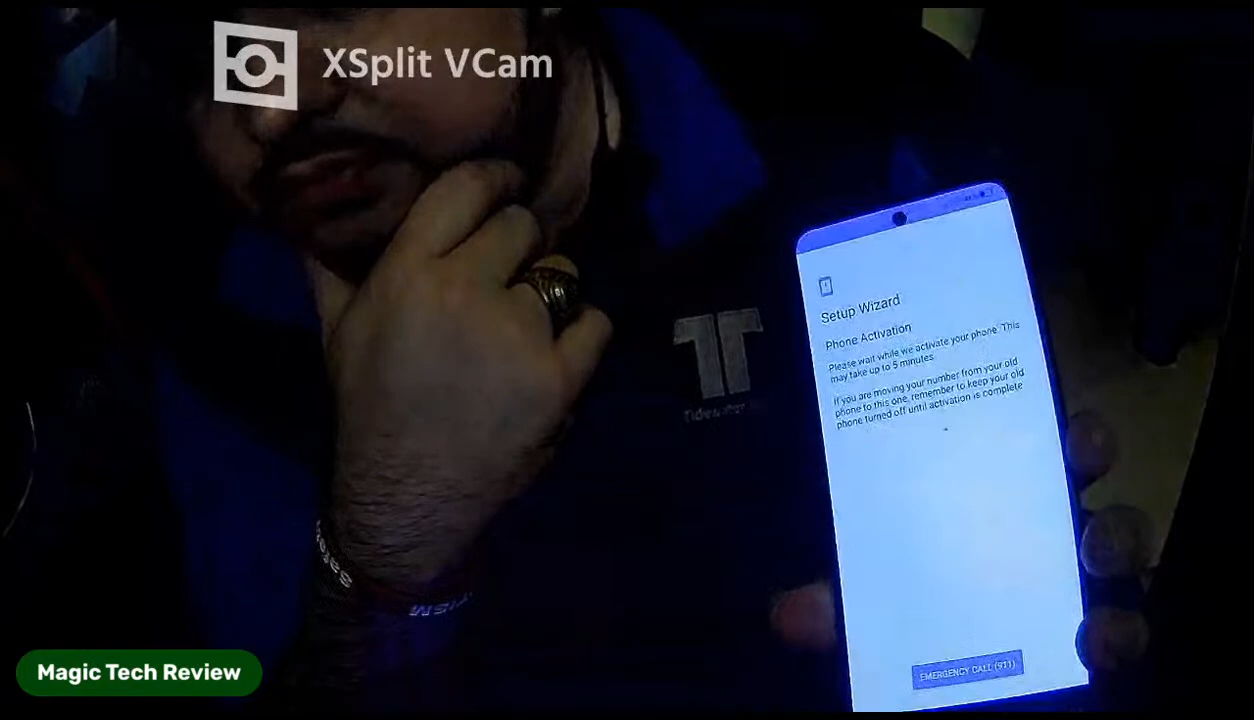 XSplit VCam
Setup Wizard
Phone Activation
Please wait while we activate your phone. This
may take up to 5 minutes.
If you are moving your number from your old
phone to this one, remember to keep your old
phone turned off until activation is complete
EMERGENCY CALL (911)
Magic Tech Review